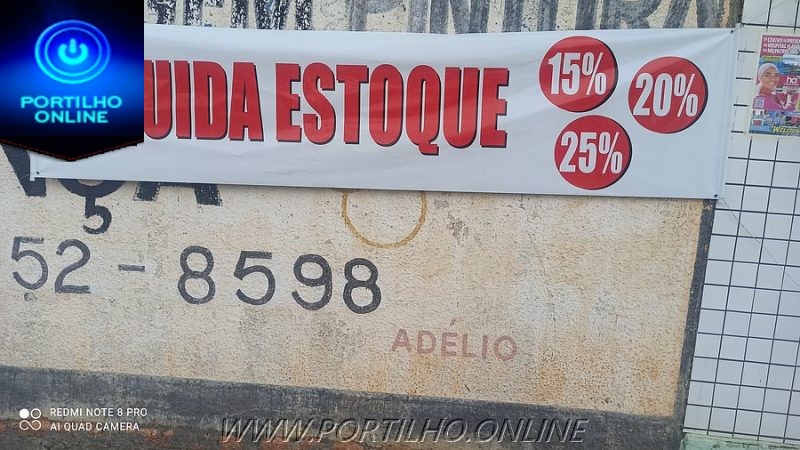 PORTILHO
ONLINE
UIDA ESTOQUE
15%
20%
25%
52-8598
ADÉLIO
REDMI NOTE 8 PRO
AI QUAD CAMERA
WWW.PORTILHO.ONLINE